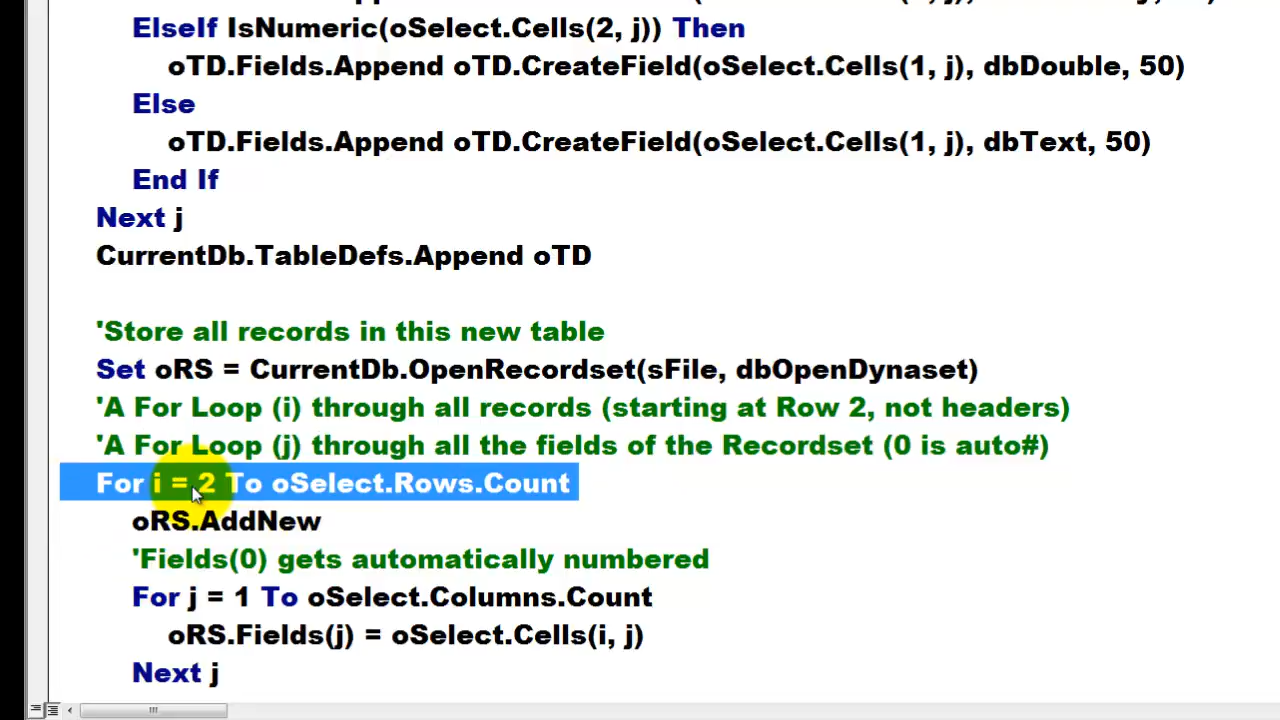 ElseIf IsNumeric(oSelect.Cells(2, j)) Then
oTD.Fields.Append oTD.CreateField(oSelect.Cells(1, j), dbDouble, 50)
Else
oTD.Fields.Append oTD.CreateField(oSelect.Cells(1, j), dbText, 50)
End If
Next j
CurrentDb.TableDefs.Append oTD
'Store all records in this new table
Set oRS = CurrentDb.OpenRecordset(sFile, dbOpenDynaset)
'A For Loop (i) through all records (starting at Row 2, not headers)
'A For Loop (j) through all the fields of the Recordset (0 is auto#)
For i = 2 To oSelect.Rows.Count
oRS.AddNew
'Fields(0) gets automatically numbered
For j = 1 To oSelect.Columns.Count
oRS.Fields(j) = oSelect.Cells(i, j)
Next j